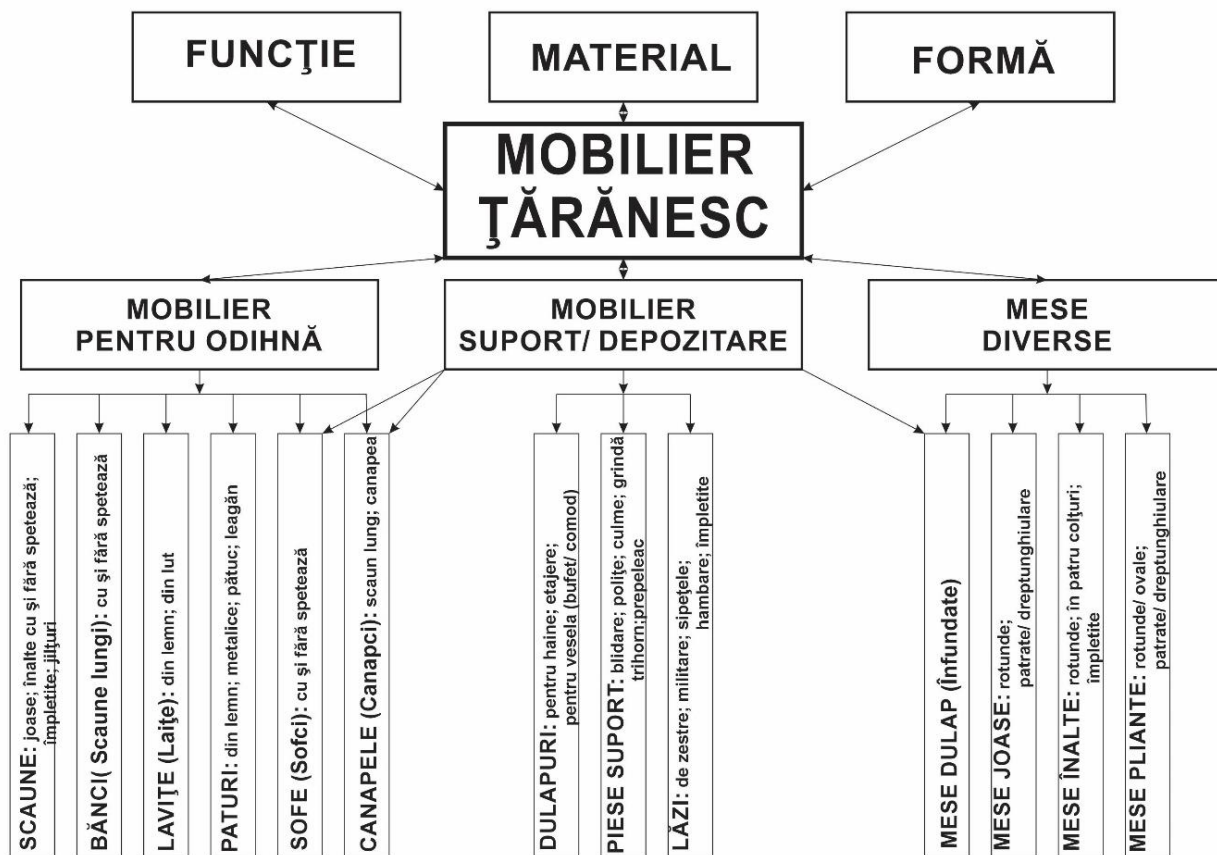 FUNCŢIE
MATERIAL
FORMĂ
MOBILIER
ŢĂRĂNESC
MOBILIER
PENTRU ODIHNĂ
MOBILIER
SUPORT/ DEPOZITARE
MESE
DIVERSE
SCAUNE: joase; înalte cu şi fără spetează;
împletite; jilţuri
BĂNCI( Scaune lungi): cu şi fără spetează
LAVIŢE (Laiţe): din lemn; din lut
PATURI: din lemn; metalice; pătuc; leagăn
SOFE (Sofci): cu şi fără spetează
CANAPELE (Canapci): scaun lung; canapea
DULAPURI: pentru haine; etajere;
pentru vesela (bufet/ comod)
PIESE SUPORT: blidare; poliţe; culme; grindă
trihorn;prepeleac
LĂZI: de zestre; militare; sipeţele;
hambare; împletite
MESE DULAP (Înfundate)
MESE JOASE: rotunde;
patrate/ dreptunghiulare
MESE ÎNALTE: rotunde; în patru colţuri;
împletite
MESE PLIANTE: rotunde/ ovale;
patrate/ dreptunghiulare